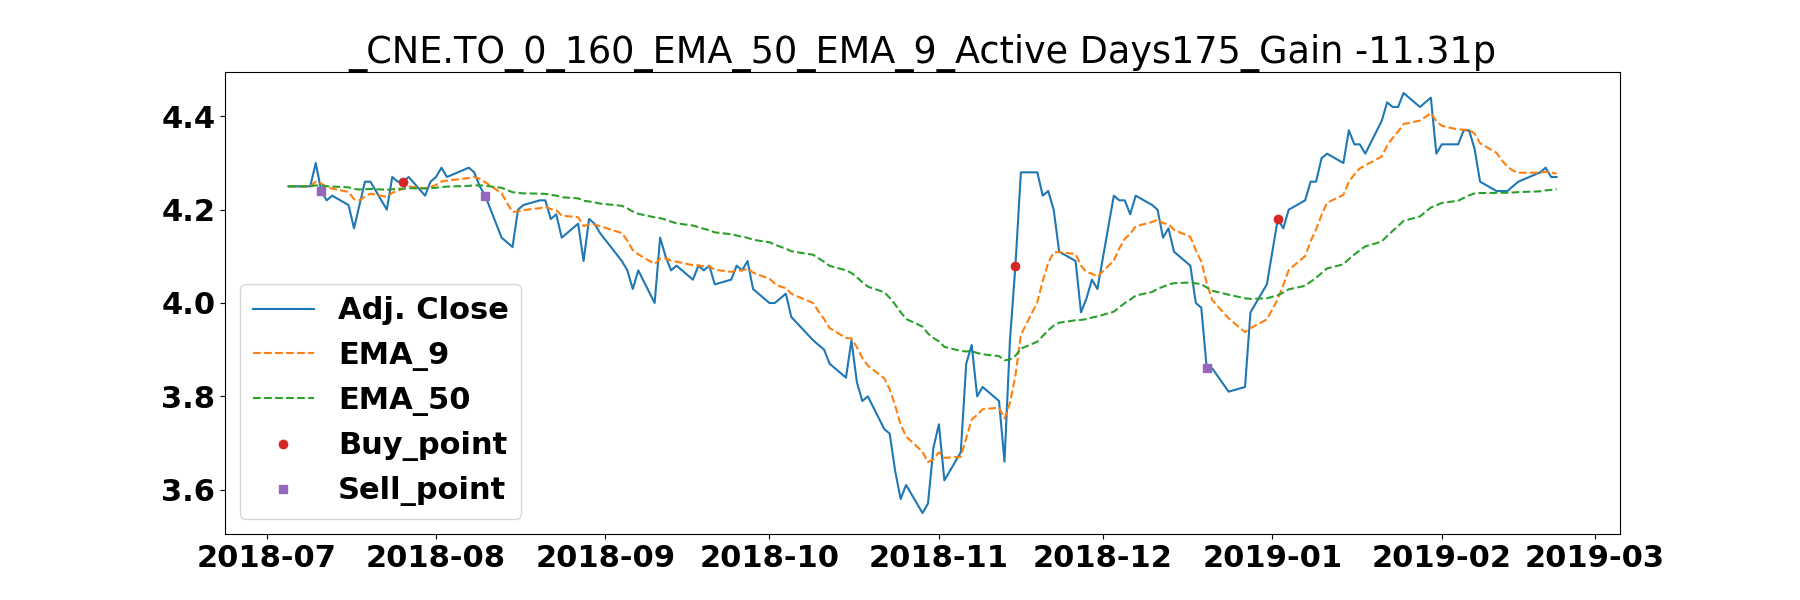 _CNE.TO_0_160_EMA_50_EMA_9_Active Days175_Gain -11.31p
4.4
4.2
4.0
3.8
3.6
Adj. Close
EMA_9
EMA_50
Buy_point
Sell_point
2018-07 2018-08 2018-09 2018-10 2018-11 2018-12 2019-01 2019-02 2019-03